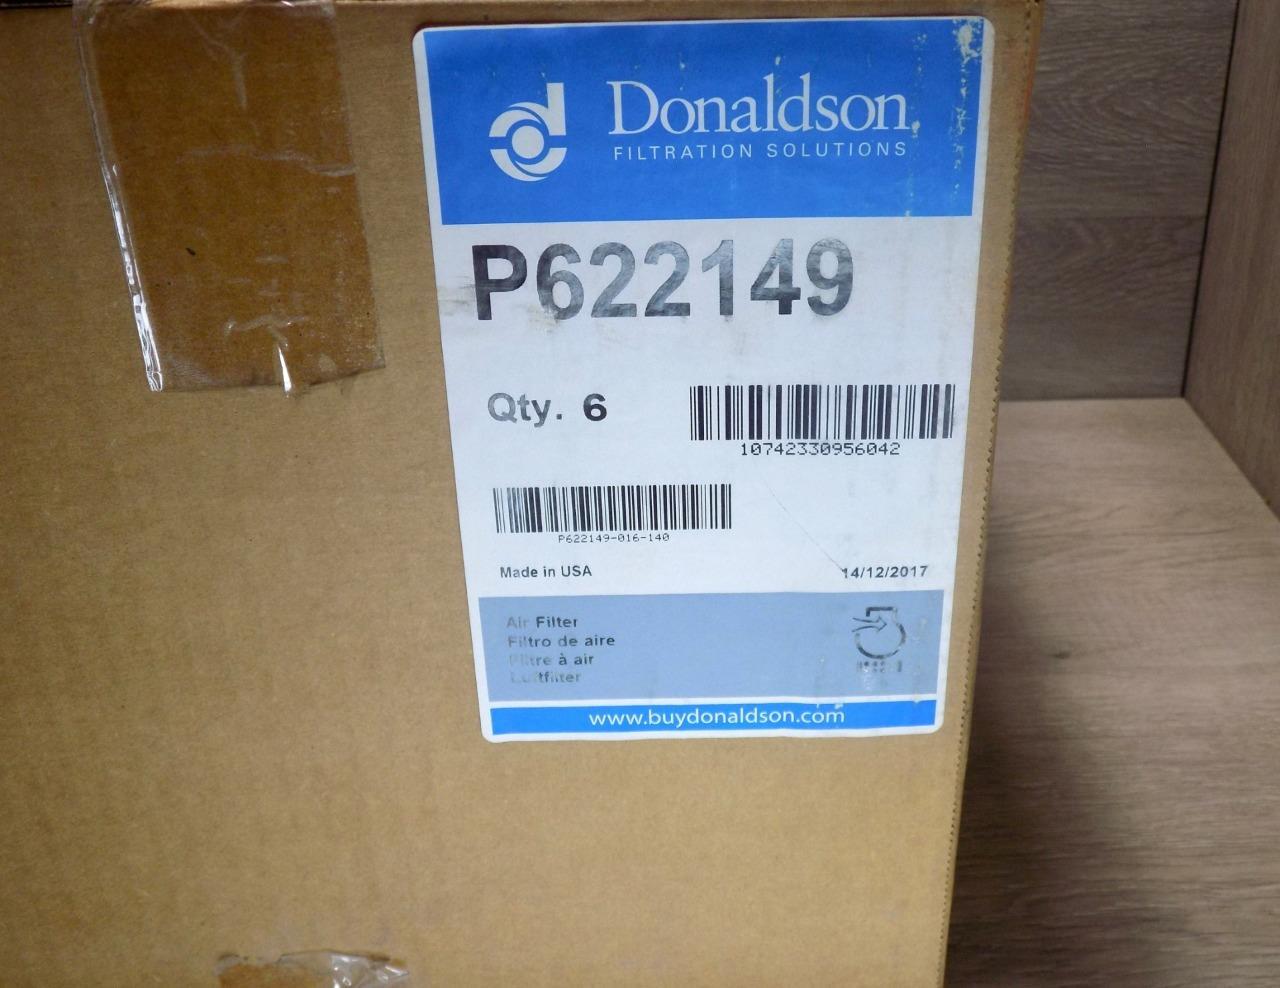 Donaldson
FILTRATION SOLUTIONS
P622149
Qty. 6
10742330956042
P622149-016-140
Made in USA
14/12/2017
Air Filter
Filtro de aire
Filtre à air
Luftfilter
www.buydonaldson.com